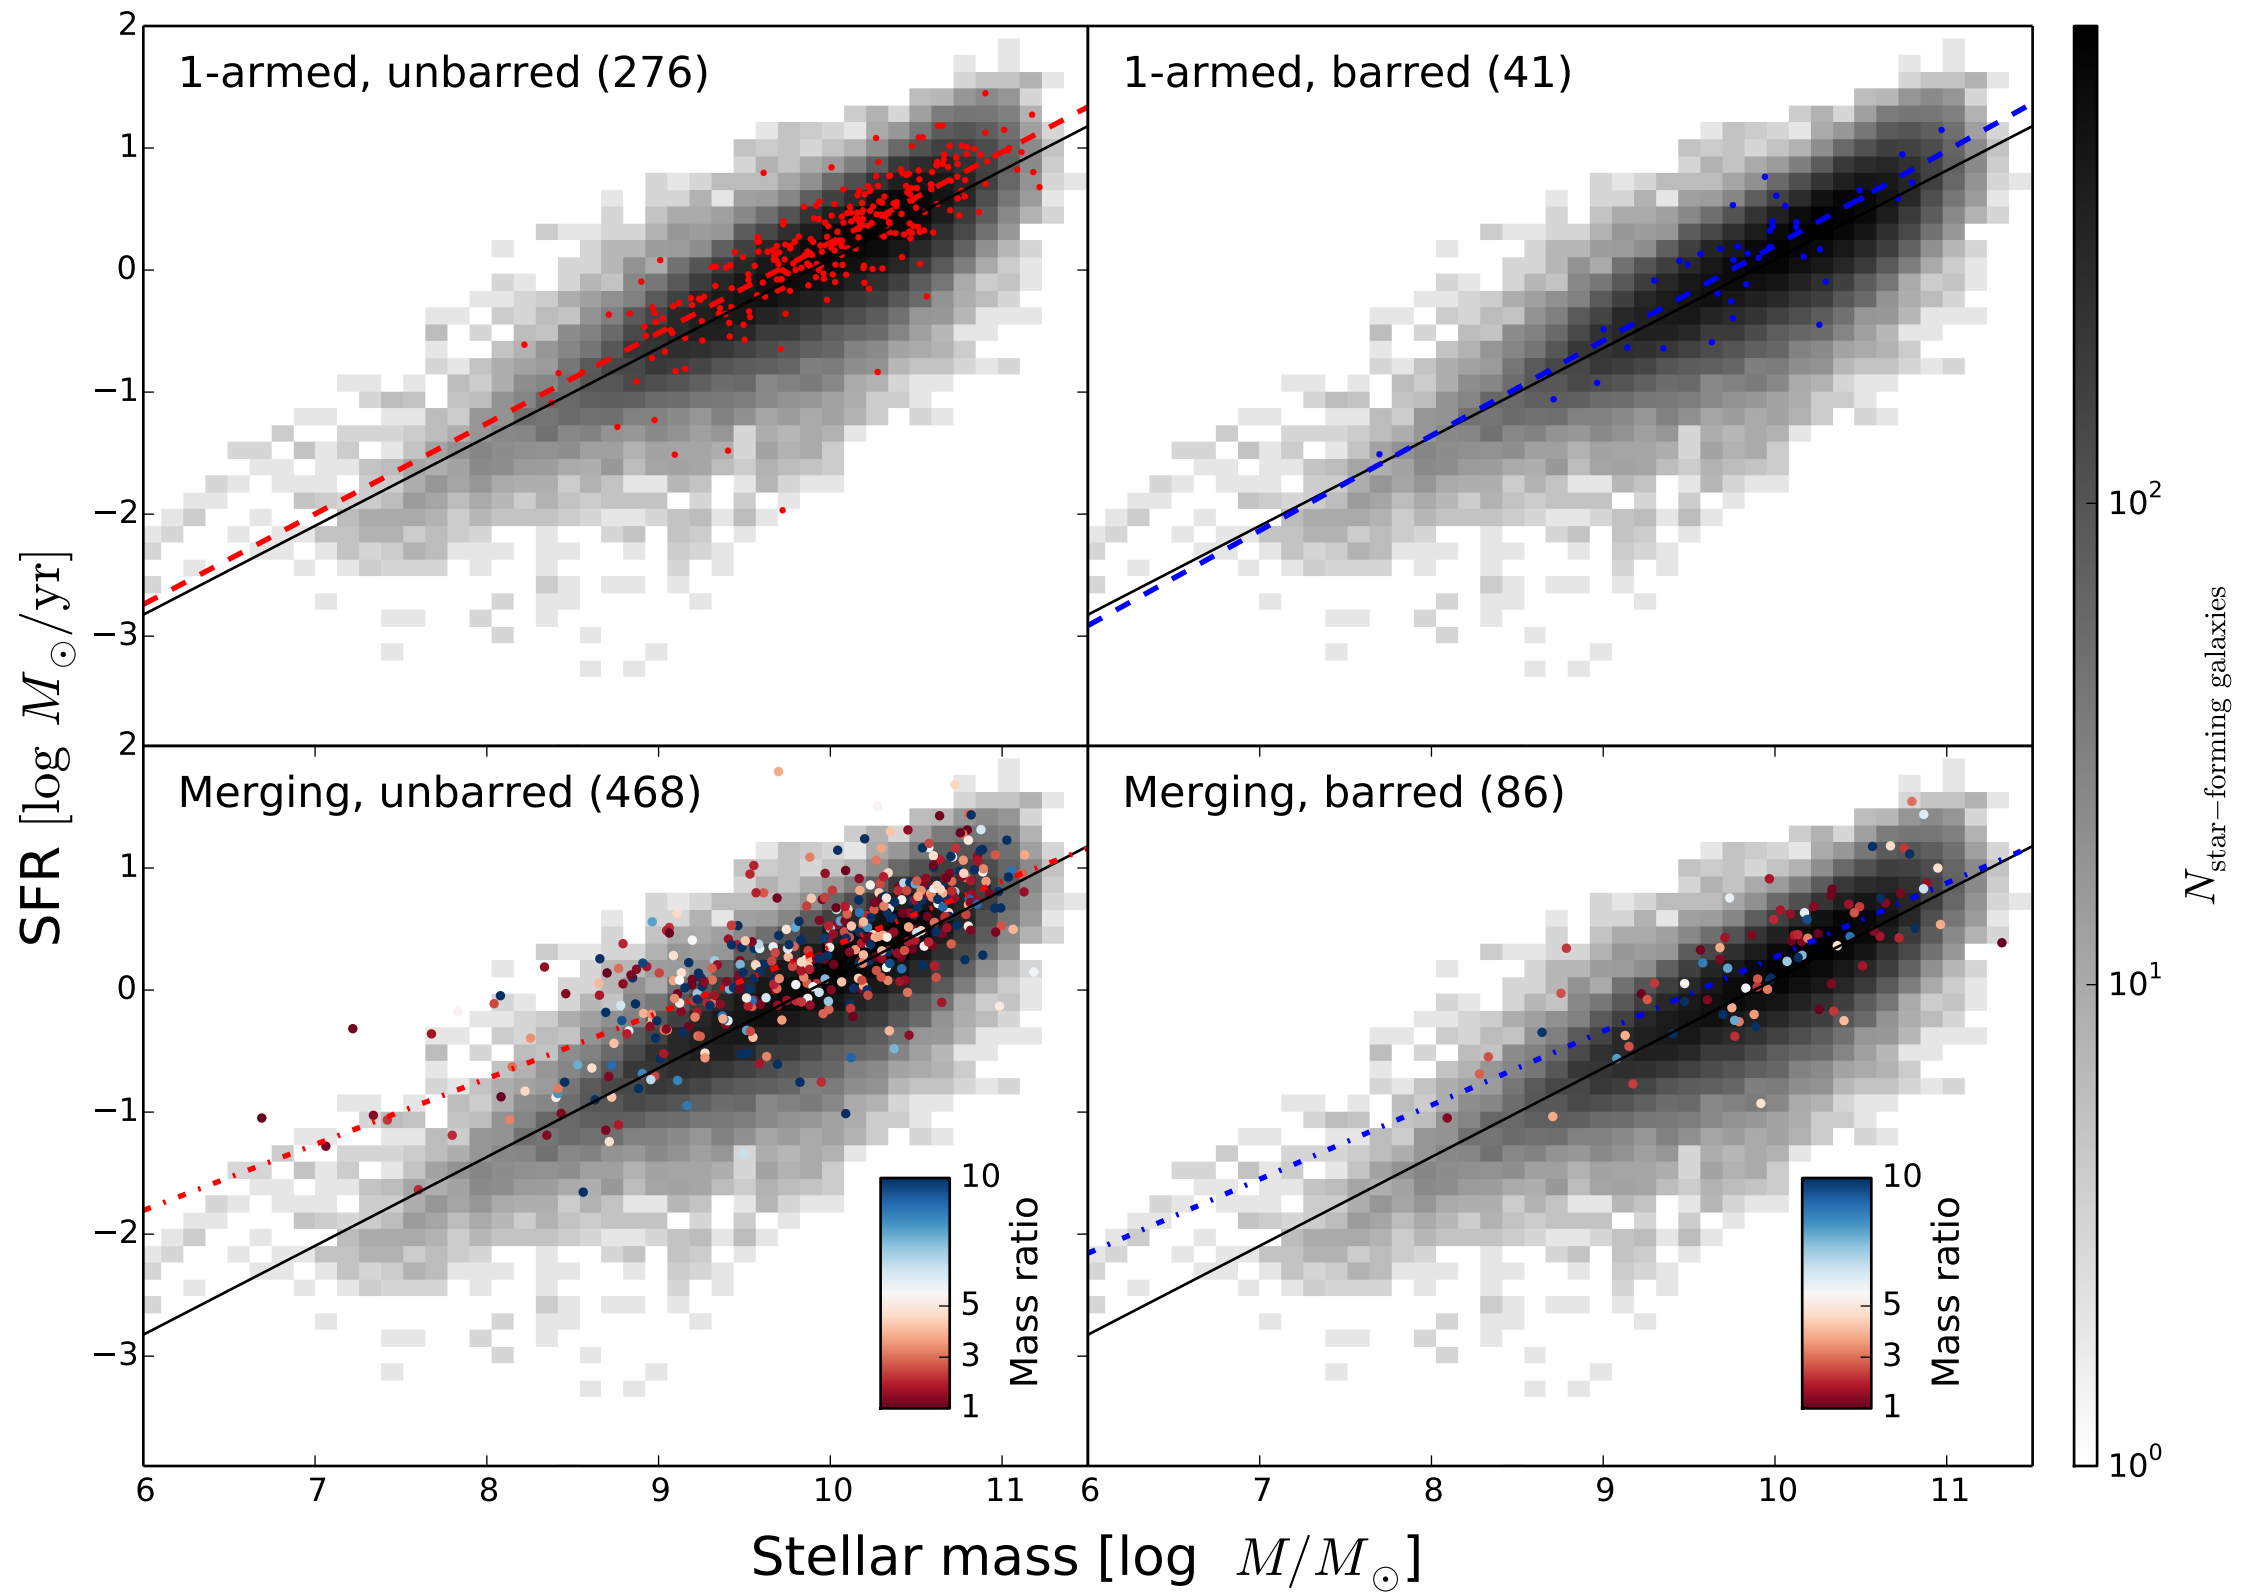 1-armed, unbarred (276)
1-armed, barred (41)
2
1
0
−1
−2
−3
SFR [log M⊙/yr]
Merging, unbarred (468)
Merging, barred (86)
2
1
0
−1
−2
−3
10
5
3
1
Mass ratio
10
5
3
1
Mass ratio
6 7 8 9 10 11 6 7 8 9 10 11
Stellar mass [log M/M⊙]
10²
10¹
10⁰
N star−forming galaxies